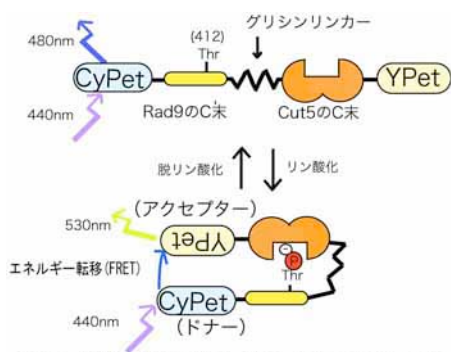 グリシンリンカー
480nm
(412)
Thr
CyPet
YPet
440nm
Rad9のC末
Cut5のC末
脱リン酸化
リン酸化
(アクセプター)
530nm
YPet
−
P
Thr
エネルギー転移(FRET)
CyPet
440nm
(ドナー)